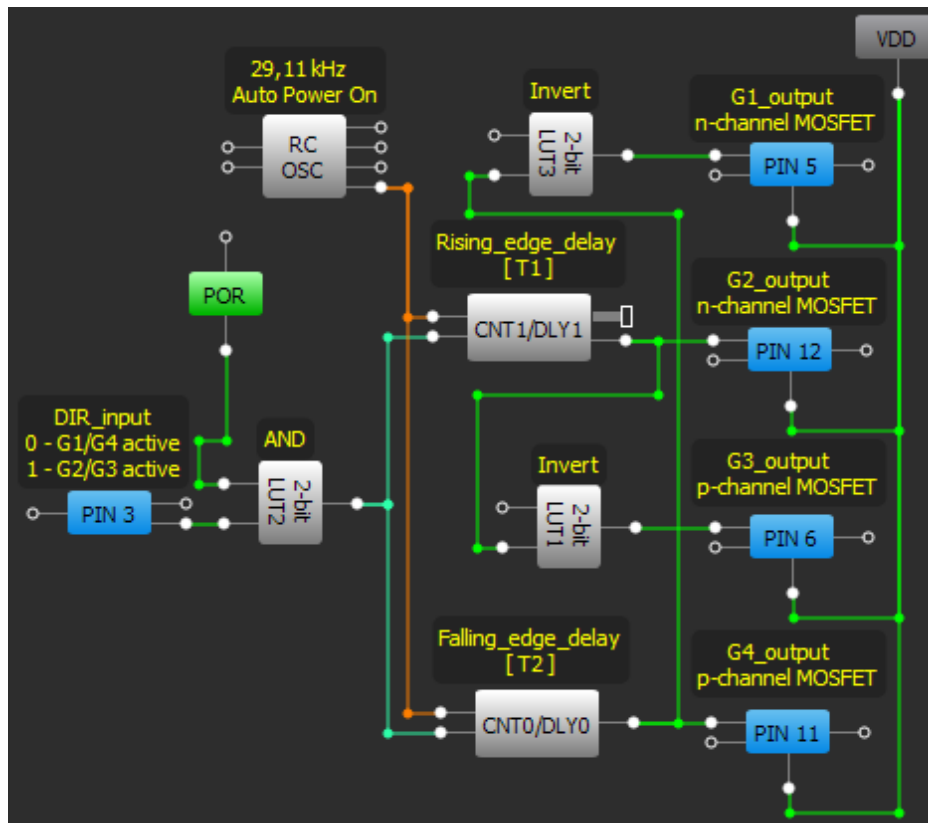 VDD
29,11 kHz
Auto Power On
RC
OSC
Invert
2-bit
LUT3
G1_output
n-channel MOSFET
PIN 5
POR
Rising_edge_delay
[T1]
CNT1/DLY1
G2_output
n-channel MOSFET
PIN 12
DIR_input
0 - G1/G4 active
1 - G2/G3 active
PIN 3
AND
2-bit
LUT2
Invert
2-bit
LUT1
G3_output
p-channel MOSFET
PIN 6
Falling_edge_delay
[T2]
CNT0/DLY0
G4_output
p-channel MOSFET
PIN 11